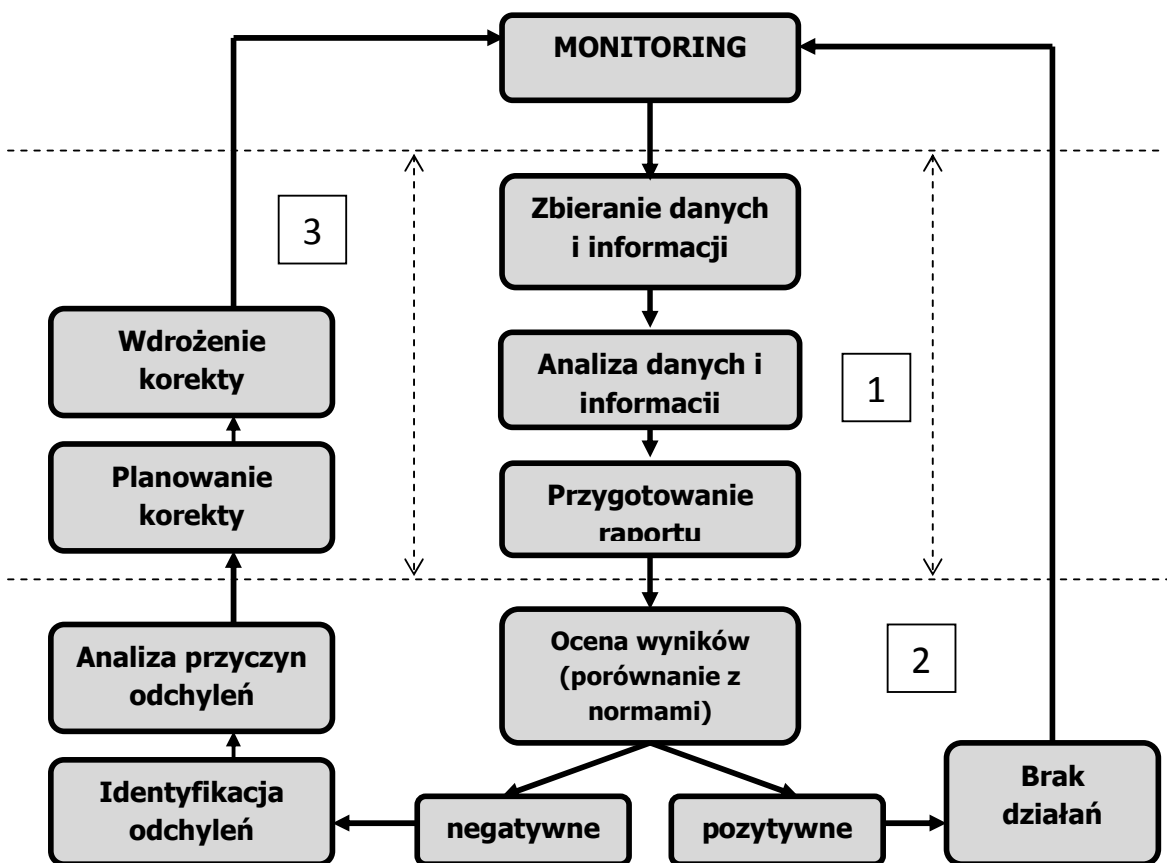 MONITORING
Zbieranie danych
i informacji
3
Wdrożenie
korekty
Analiza danych i
informacii
1
Planowanie
korekty
Przygotowanie
raportu
Analiza przyczyn
odchyleń
Ocena wyników
(porównanie z
normami)
2
Identyfikacja
odchyleń
negatywne
pozytywne
Brak
działań